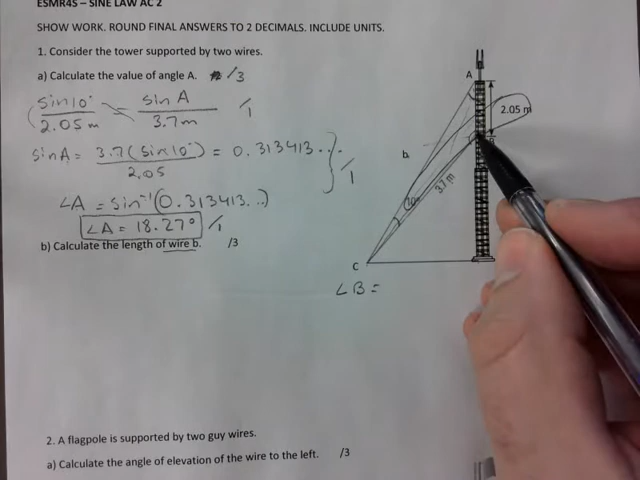 ESMR4S – SINE LAW AC 2
SHOW WORK. ROUND FINAL ANSWERS TO 2 DECIMALS. INCLUDE UNITS.
1. Consider the tower supported by two wires.
a) Calculate the value of angle A. /3
sin10° / 2.05 m = sin A / 3.7 m /1
sinA = 3.7 (sin10°) / 2.05 = 0.313413... /1
∠A = sin⁻¹(0.313413...)
∠A = 18.27° /1
b) Calculate the length of wire b. /3
A
2.05 m
b
3.7 m
10°
C
∠B =
2. A flagpole is supported by two guy wires.
a) Calculate the angle of elevation of the wire to the left. /3